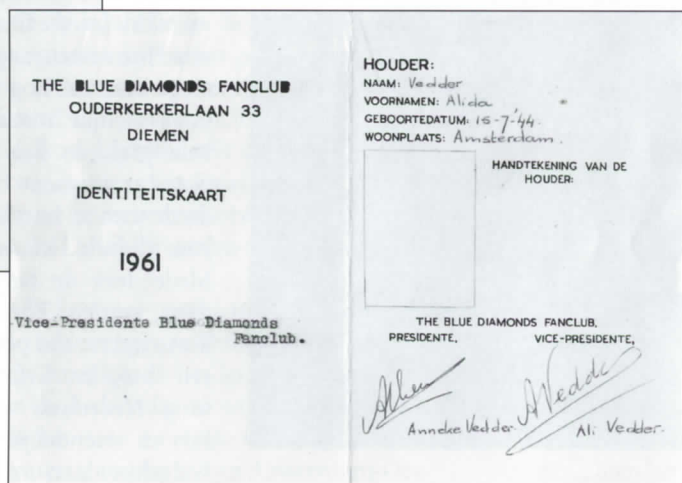 THE BLUE DIAMONDS FANCLUB
OUDERKERKERLAAN 33
DIEMEN
IDENTITEITSKAART
1961
Vice-Presidente Blue Diamonds
Fanclub.
HOUDER:
NAAM: Vedder
VOORNAMEN: Alida
GEBOORTEDATUM: 15-7-'44.
WOONPLAATS: Amsterdam.
HANDTEKENING VAN DE
HOUDER:
THE BLUE DIAMONDS FANCLUB.
PRESIDENTE, VICE-PRESIDENTE,
A Vedder
Anneke Vedder Ali Vedder.